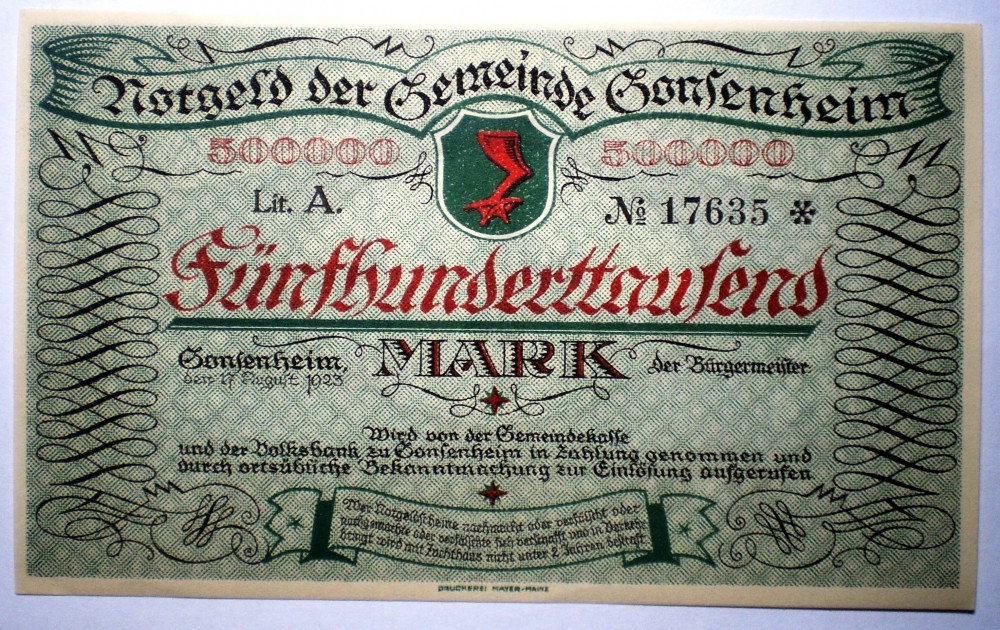 Notgeld der Gemeinde Gonsenheim
500000 500000
Lit. A. № 17635 *
Fünfhunderttausend
Gonsenheim, MARK der Bürgermeister
den 17 August 1923
Wird von der Gemeindekasse
und der Volksbank zu Gonsenheim in Zahlung genommen und
durch ortsübliche Bekanntmachung zur Einlösung aufgerufen
Wer Notgeldscheine nachmacht oder verfälscht oder
nachgemachte oder verfälschte sich verschafft und in Verkehr
bringt wird mit Zuchthaus nicht unter 2 Jahren bestraft
DRUCKEREI MAYER-MAINZ